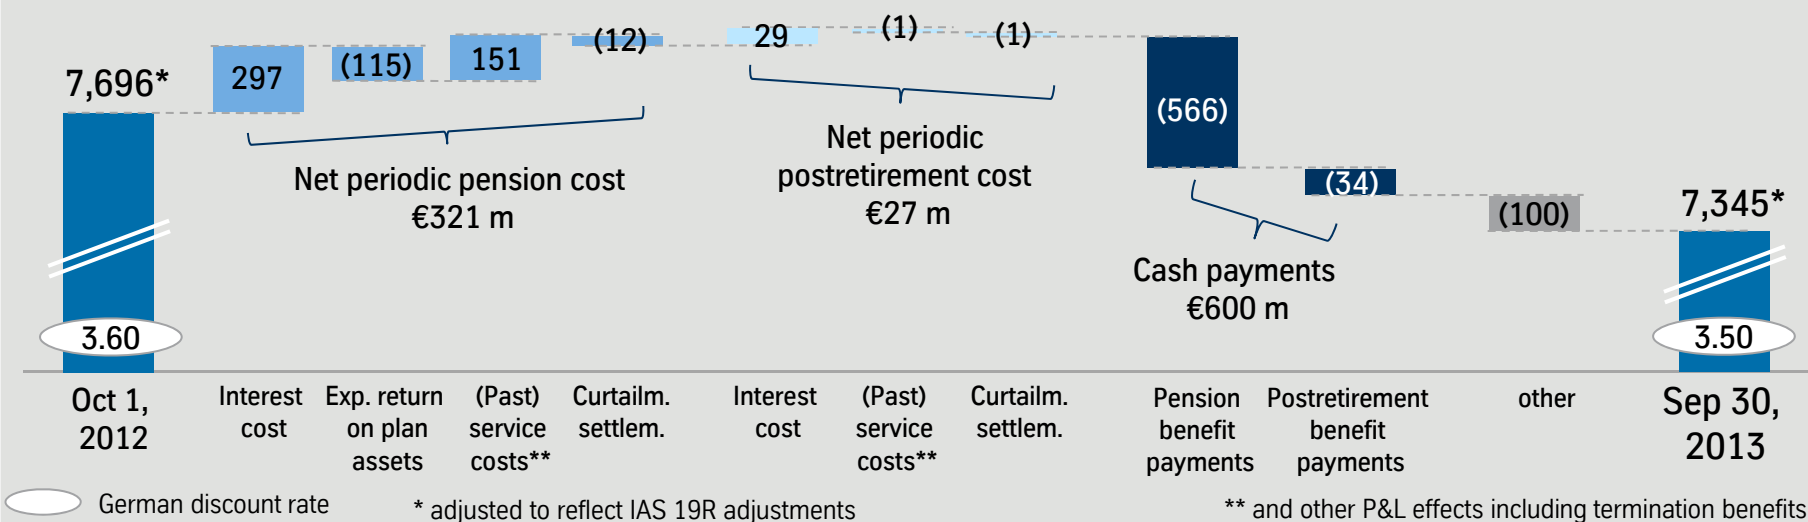 7,696*
297
(115)
151
(12)
29
(1)
(1)
(566)
(34)
(100)
7,345*
Net periodic pension cost
€321 m
Net periodic
postretirement cost
€27 m
Cash payments
€600 m
3.60
3.50
Oct 1,
2012
Interest
cost
Exp. return
on plan
assets
(Past)
service
costs**
Curtailm.
settlem.
Interest
cost
(Past)
service
costs**
Curtailm.
settlem.
Pension
benefit
payments
Postretirement
benefit
payments
other
Sep 30,
2013
German discount rate
* adjusted to reflect IAS 19R adjustments
** and other P&L effects including termination benefits